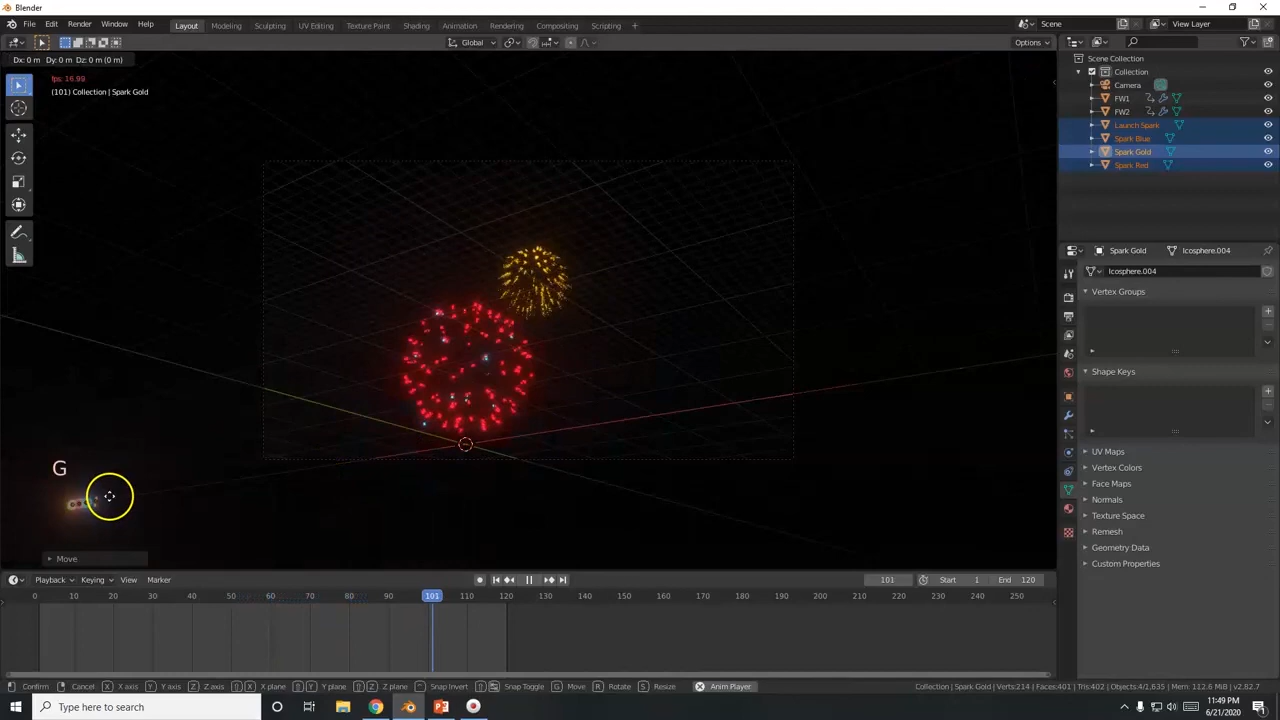 Blender
File Edit Render Window Help Layout Modeling Sculpting UV Editing Texture Paint Shading Animation Rendering Compositing Scripting + Scene View Layer
Global Options
Dx: 0 m Dy: 0 m Dz: 0 m (0 m)
fps: 16.99
(101) Collection | Spark Gold
Scene Collection
Collection
Camera
FW1
FW2
Launch Spark
Spark Blue
Spark Gold
Spark Red
Spark Gold Icosphere.004
Icosphere.004
Vertex Groups
Shape Keys
UV Maps
Vertex Colors
Face Maps
Normals
Texture Space
Remesh
Geometry Data
Custom Properties
G
Move
Playback Keying View Marker 101 Start 1 End 120
0 10 20 30 40 50 60 70 80 90 101 110 120 130 140 150 160 170 180 190 200 210 220 230 240 250
Confirm Cancel X X axis Y Y axis Z Z axis X X plane Y Y plane Z Z plane Snap Invert Snap Toggle G Move R Rotate S Resize Anim Player Collection | Spark Gold | Verts:214 | Faces:401 | Tris:402 | Objects:4/1,635 | Mem: 112.6 MiB | v2.82.7
Type here to search
11:49 PM
6/21/2020